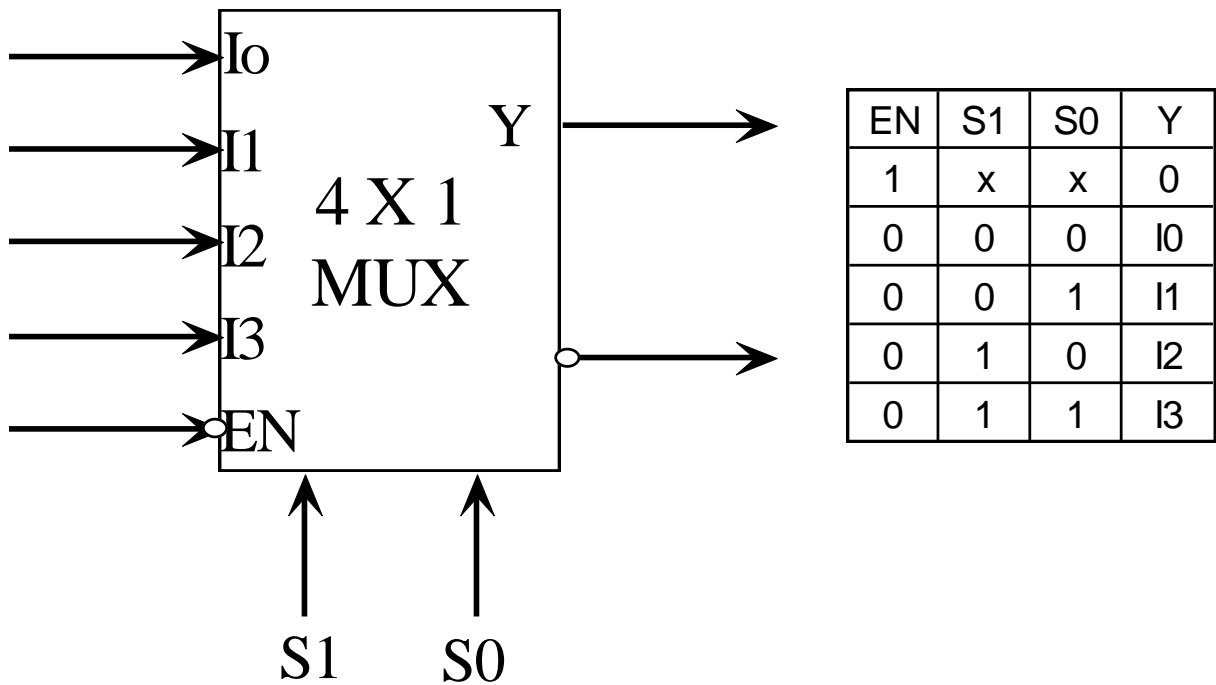 Io
I1
I2
I3
EN
Y
4 X 1
MUX
S1 S0
EN S1 S0 Y
1 x x 0
0 0 0 I0
0 0 1 I1
0 1 0 I2
0 1 1 I3